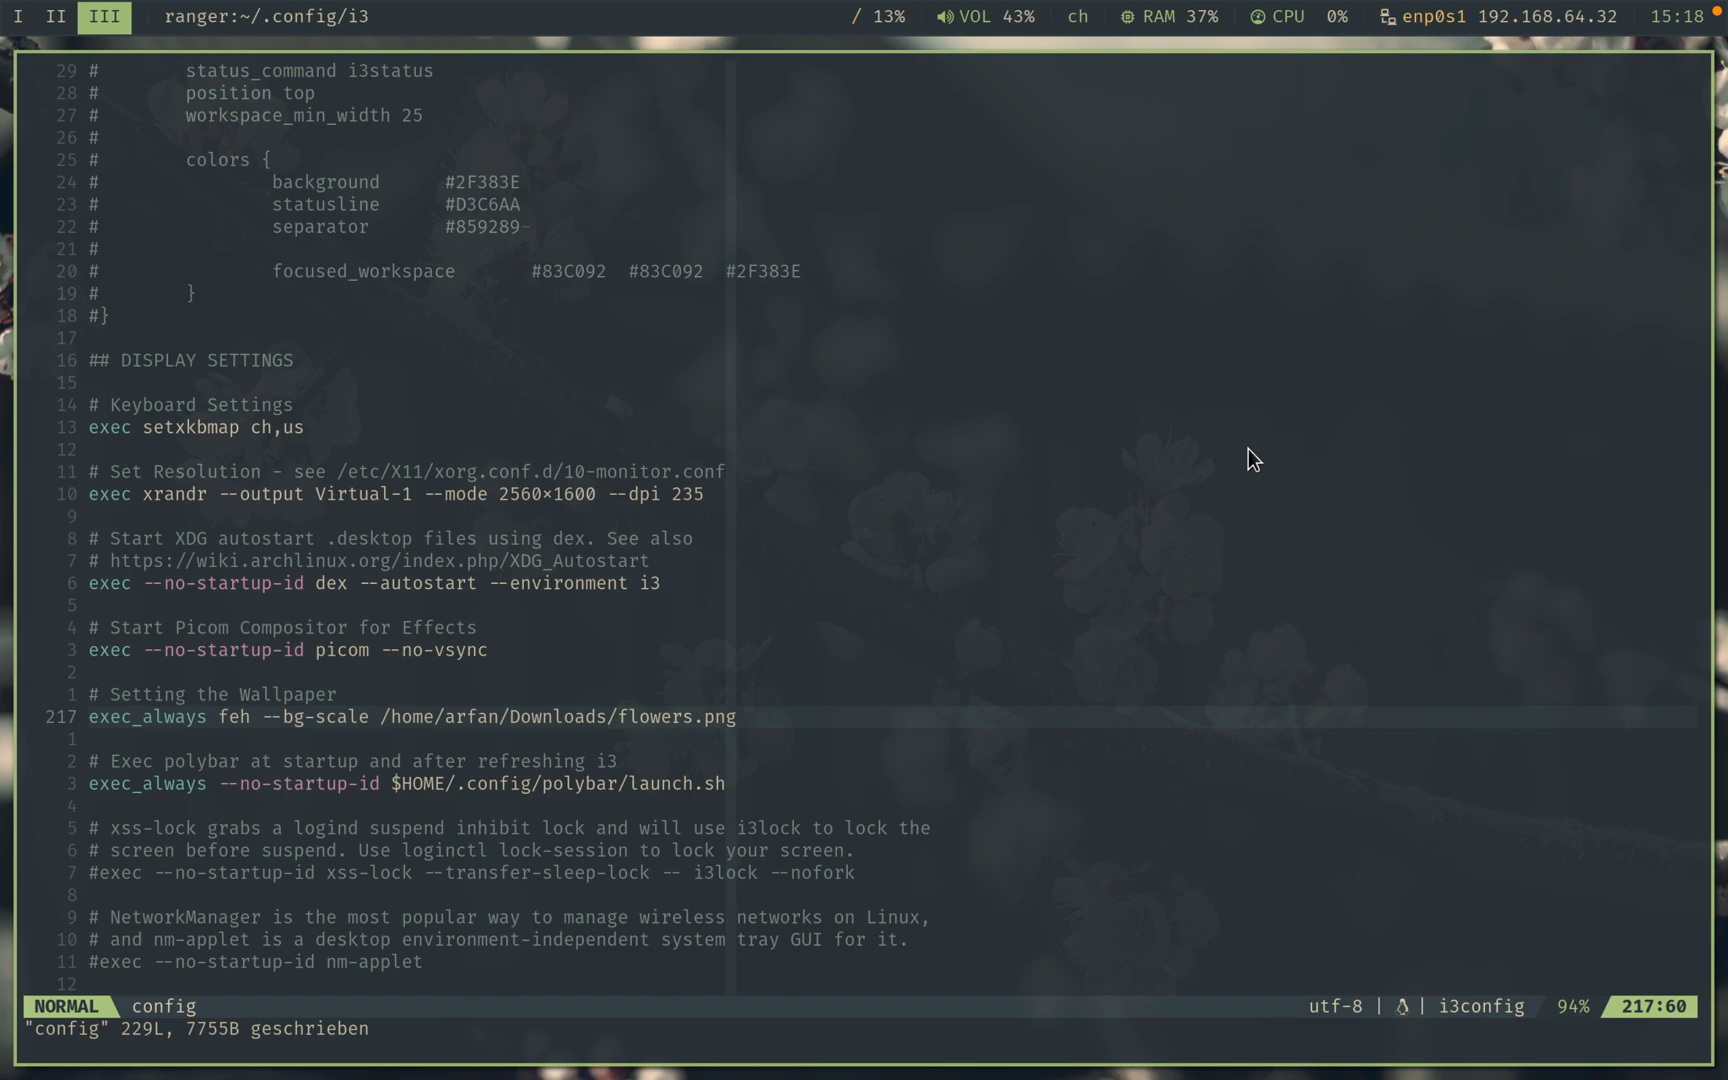 I II III ranger:~/.config/i3 / 13% VOL 43% ch RAM 37% CPU 0% enp0s1 192.168.64.32 15:18
29 # status_command i3status
28 # position top
27 # workspace_min_width 25
26 #
25 # colors {
24 # background #2F383E
23 # statusline #D3C6AA
22 # separator #859289-
21 #
20 # focused_workspace #83C092 #83C092 #2F383E
19 # }
18 #}
17
16 ## DISPLAY SETTINGS
15
14 # Keyboard Settings
13 exec setxkbmap ch,us
12
11 # Set Resolution - see /etc/X11/xorg.conf.d/10-monitor.conf
10 exec xrandr --output Virtual-1 --mode 2560×1600 --dpi 235
9
8 # Start XDG autostart .desktop files using dex. See also
7 # https://wiki.archlinux.org/index.php/XDG_Autostart
6 exec --no-startup-id dex --autostart --environment i3
5
4 # Start Picom Compositor for Effects
3 exec --no-startup-id picom --no-vsync
2
1 # Setting the Wallpaper
217 exec_always feh --bg-scale /home/arfan/Downloads/flowers.png
1
2 # Exec polybar at startup and after refreshing i3
3 exec_always --no-startup-id $HOME/.config/polybar/launch.sh
4
5 # xss-lock grabs a logind suspend inhibit lock and will use i3lock to lock the
6 # screen before suspend. Use loginctl lock-session to lock your screen.
7 #exec --no-startup-id xss-lock --transfer-sleep-lock -- i3lock --nofork
8
9 # NetworkManager is the most popular way to manage wireless networks on Linux,
10 # and nm-applet is a desktop environment-independent system tray GUI for it.
11 #exec --no-startup-id nm-applet
12
NORMAL config utf-8 | | i3config 94% 217:60
"config" 229L, 7755B geschrieben